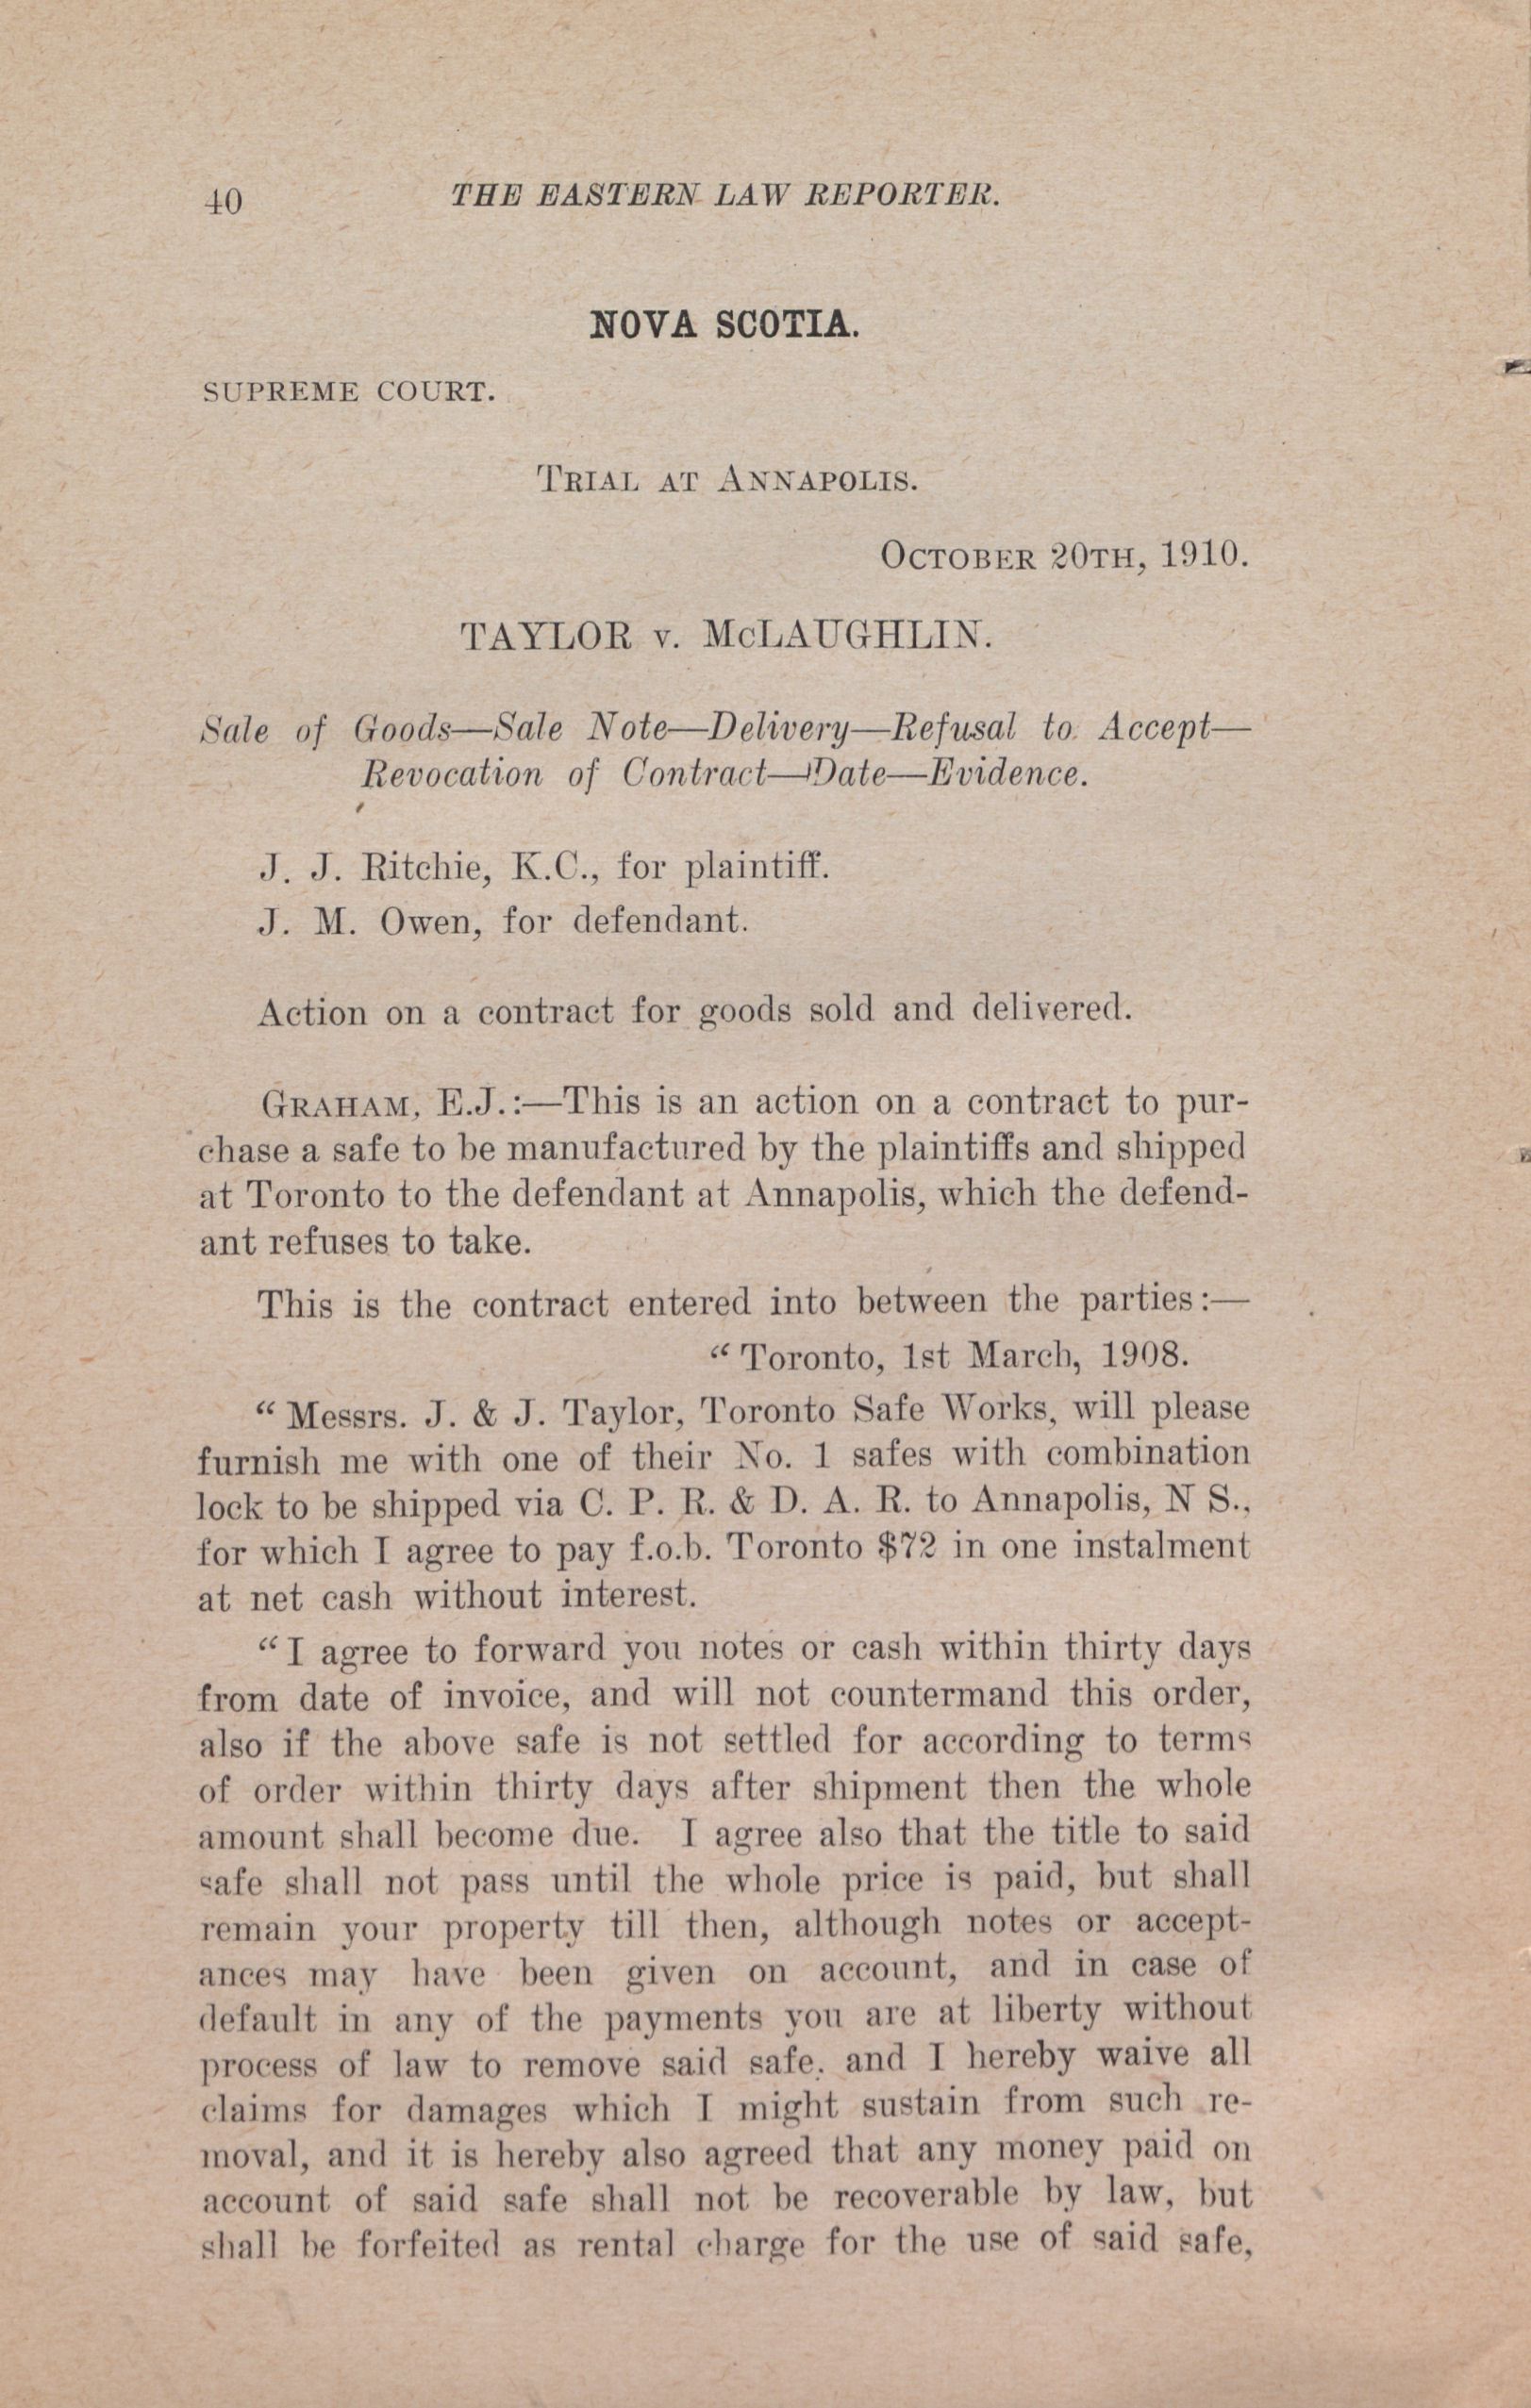 40
THE EASTERN LAW REPORTER.
NOVA SCOTIA.
SUPREME COURT.
TRIAL AT ANNAPOLIS.
OCTOBER 20TH, 1910.
TAYLOR v. McLAUGHLIN.
Sale of Goods—Sale Note—Delivery—Refusal to Accept—
Revocation of Contract—Date—Evidence.
J. J. Ritchie, K.C., for plaintiff.
J. M. Owen, for defendant.
Action on a contract for goods sold and delivered.
GRAHAM, E.J.:—This is an action on a contract to pur-
chase a safe to be manufactured by the plaintiffs and shipped
at Toronto to the defendant at Annapolis, which the defend-
ant refuses to take.
This is the contract entered into between the parties:—
“Toronto, 1st March, 1908.
“Messrs. J. & J. Taylor, Toronto Safe Works, will please
furnish me with one of their No. 1 safes with combination
lock to be shipped via C. P. R. & D. A. R. to Annapolis, N S.,
for which I agree to pay f.o.b. Toronto $72 in one instalment
at net cash without interest.
“I agree to forward you notes or cash within thirty days
from date of invoice, and will not countermand this order,
also if the above safe is not settled for according to terms
of order within thirty days after shipment then the whole
amount shall become due. I agree also that the title to said
safe shall not pass until the whole price is paid, but shall
remain your property till then, although notes or accept-
ances may have been given on account, and in case of
default in any of the payments you are at liberty without
process of law to remove said safe. and I hereby waive all
claims for damages which I might sustain from such re-
moval, and it is hereby also agreed that any money paid on
account of said safe shall not be recoverable by law, but
shall be forfeited as rental charge for the use of said safe,